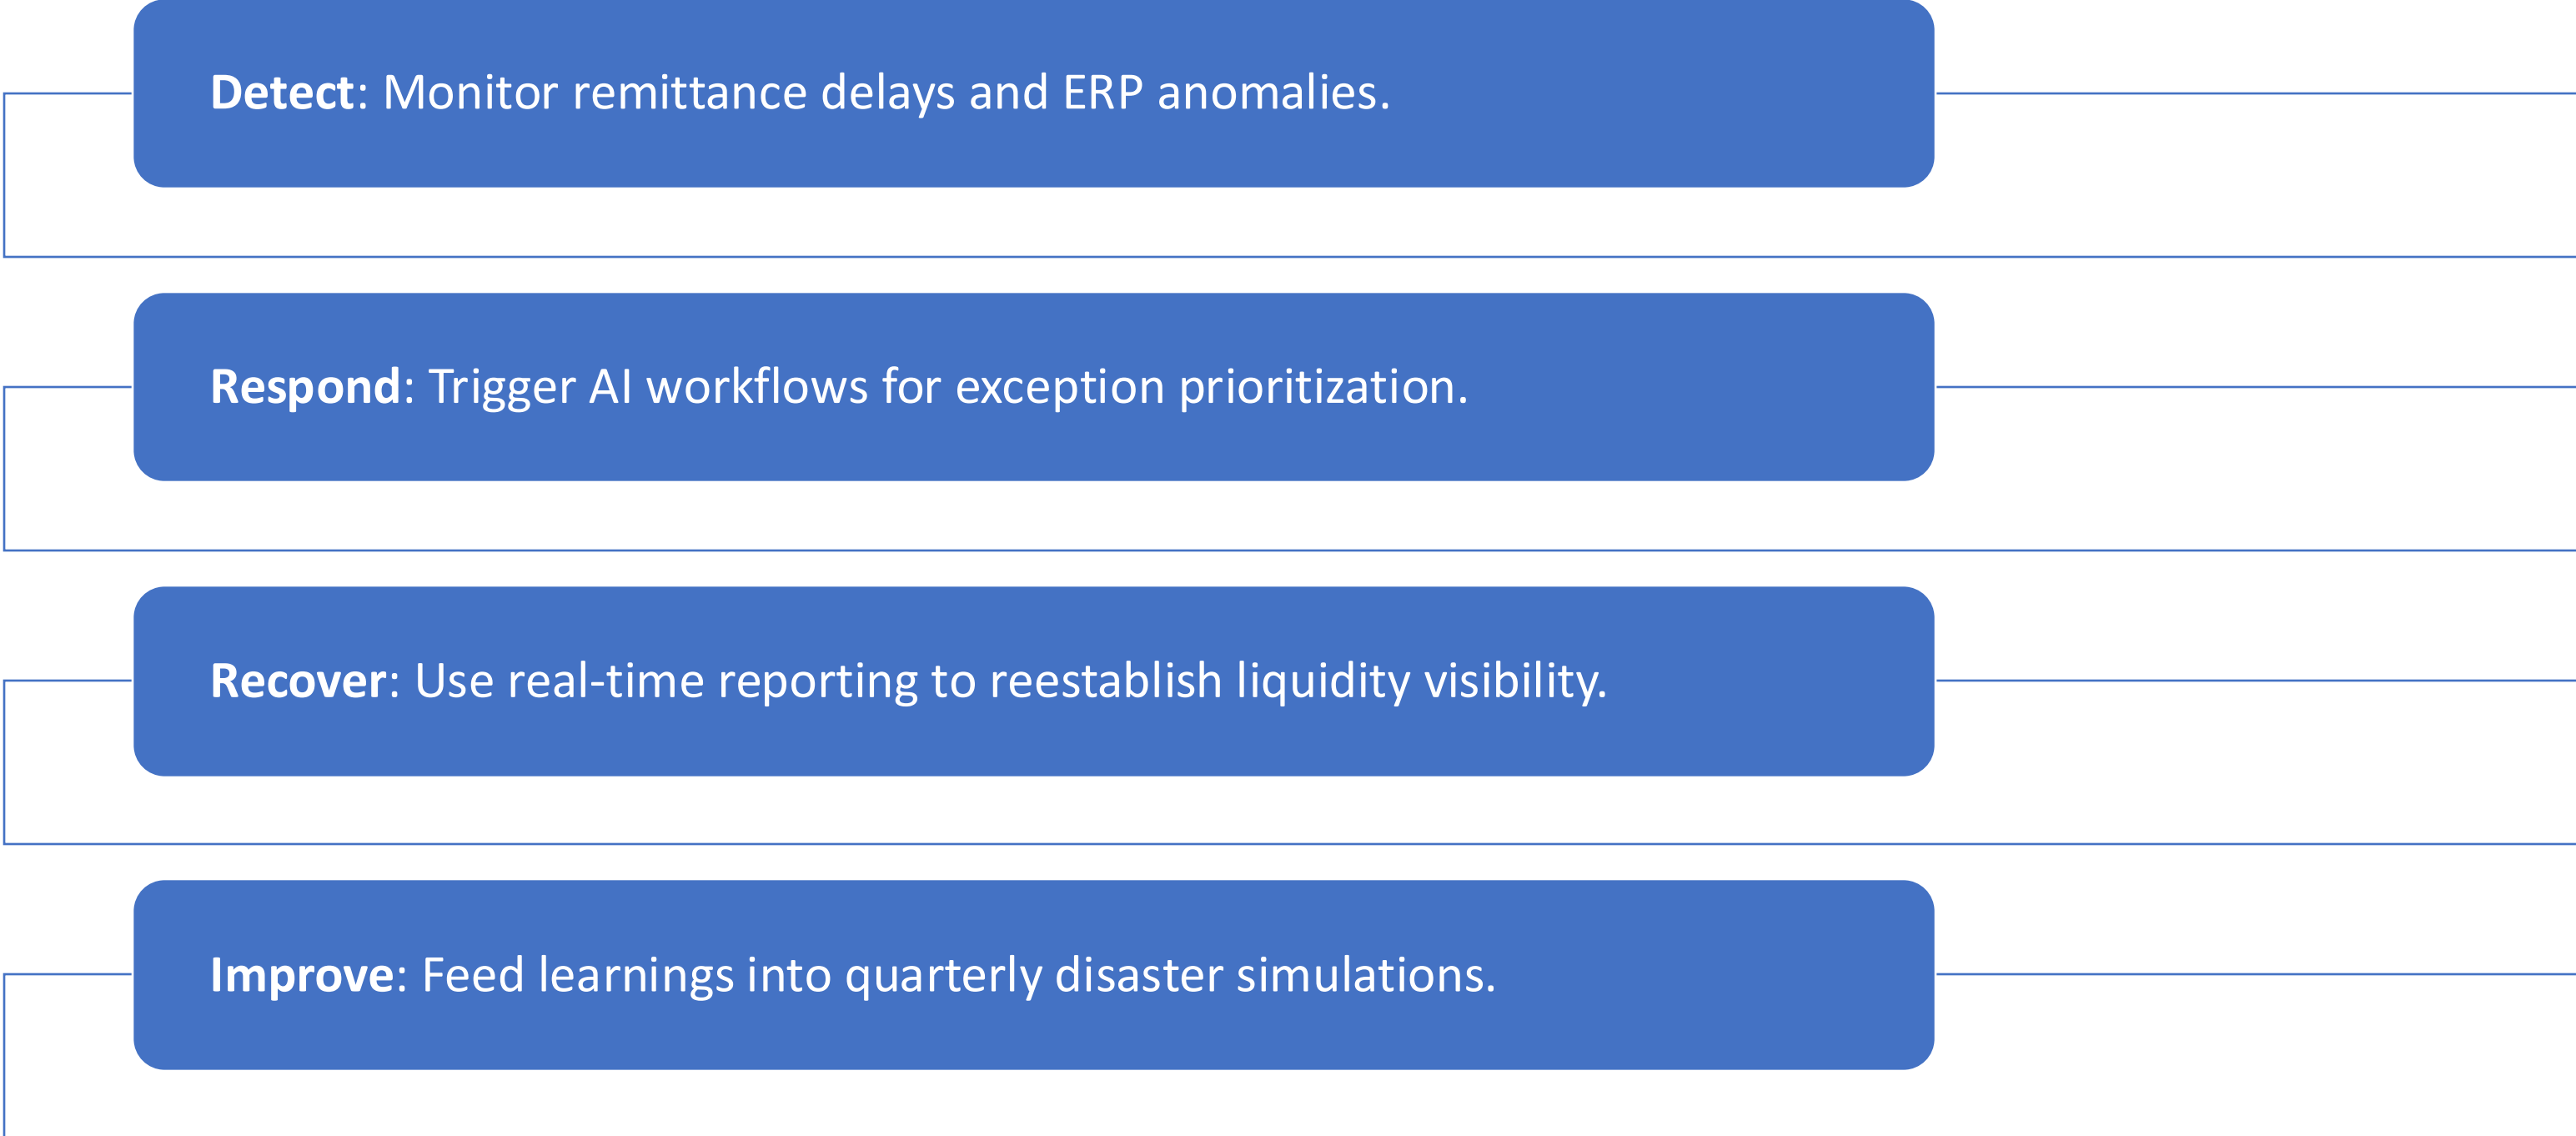 Detect: Monitor remittance delays and ERP anomalies.
Respond: Trigger AI workflows for exception prioritization.
Recover: Use real-time reporting to reestablish liquidity visibility.
Improve: Feed learnings into quarterly disaster simulations.